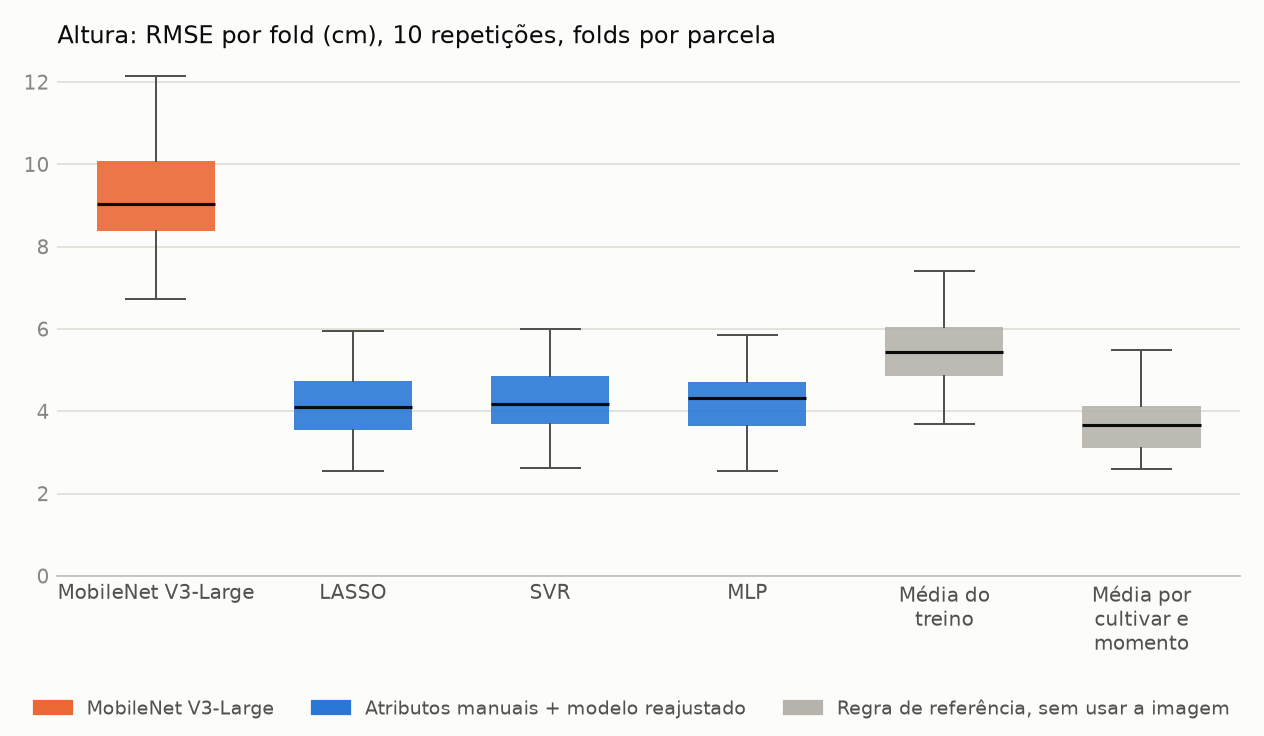 Altura: RMSE por fold (cm), 10 repetições, folds por parcela
12
10
8
6
4
2
0
MobileNet V3-Large
LASSO
SVR
MLP
Média do
treino
Média por
cultivar e
momento
MobileNet V3-Large
Atributos manuais + modelo reajustado
Regra de referência, sem usar a imagem